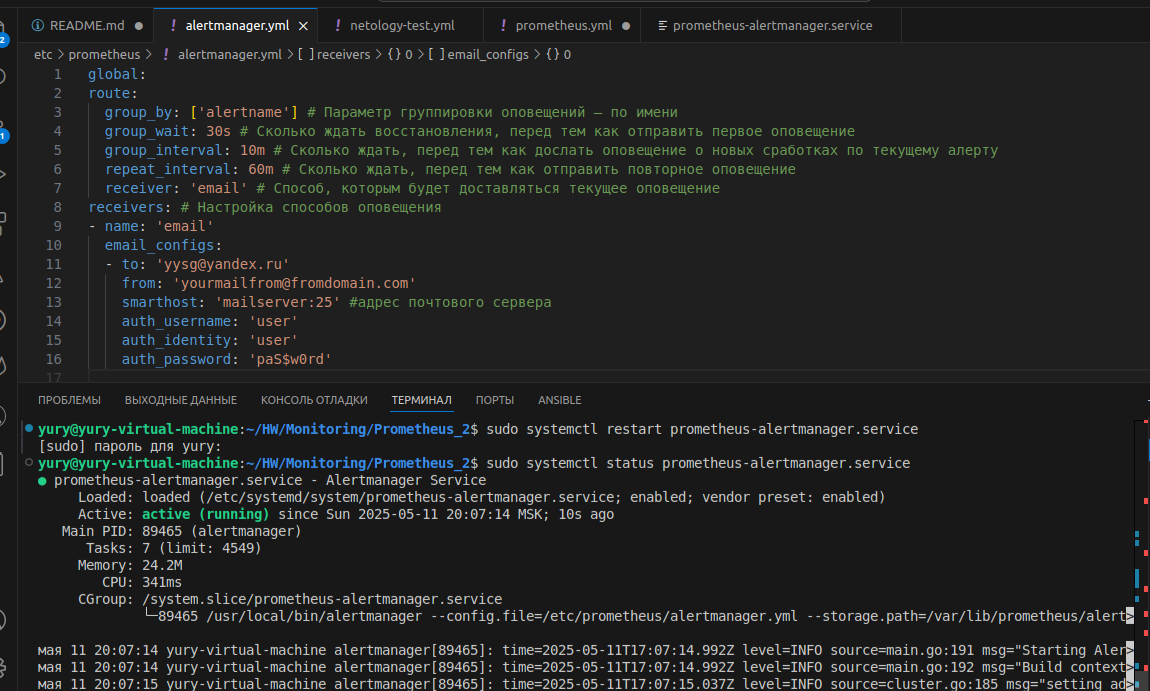 README.md
alertmanager.yml
netology-test.yml
prometheus.yml
prometheus-alertmanager.service
etc > prometheus > ! alertmanager.yml > [ ] receivers > {} 0 > [ ] email_configs > {} 0
1 global:
2 route:
3 group_by: ['alertname'] # Параметр группировки оповещений — по имени
4 group_wait: 30s # Сколько ждать восстановления, перед тем как отправить первое оповещение
5 group_interval: 10m # Сколько ждать, перед тем как дослать оповещение о новых сработках по текущему алерту
6 repeat_interval: 60m # Сколько ждать, перед тем как отправить повторное оповещение
7 receiver: 'email' # Способ, которым будет доставляться текущее оповещение
8 receivers: # Настройка способов оповещения
9 - name: 'email'
10 email_configs:
11 - to: 'yysg@yandex.ru'
12 from: 'yourmailfrom@fromdomain.com'
13 smarthost: 'mailserver:25' #адрес почтового сервера
14 auth_username: 'user'
15 auth_identity: 'user'
16 auth_password: 'paS$w0rd'
17
ПРОБЛЕМЫ ВЫХОДНЫЕ ДАННЫЕ КОНСОЛЬ ОТЛАДКИ ТЕРМИНАЛ ПОРТЫ ANSIBLE
yury@yury-virtual-machine:~/HW/Monitoring/Prometheus_2$ sudo systemctl restart prometheus-alertmanager.service
[sudo] пароль для yury:
yury@yury-virtual-machine:~/HW/Monitoring/Prometheus_2$ sudo systemctl status prometheus-alertmanager.service
● prometheus-alertmanager.service - Alertmanager Service
Loaded: loaded (/etc/systemd/system/prometheus-alertmanager.service; enabled; vendor preset: enabled)
Active: active (running) since Sun 2025-05-11 20:07:14 MSK; 10s ago
Main PID: 89465 (alertmanager)
Tasks: 7 (limit: 4549)
Memory: 24.2M
CPU: 341ms
CGroup: /system.slice/prometheus-alertmanager.service
└─89465 /usr/local/bin/alertmanager --config.file=/etc/prometheus/alertmanager.yml --storage.path=/var/lib/prometheus/alert>
мая 11 20:07:14 yury-virtual-machine alertmanager[89465]: time=2025-05-11T17:07:14.992Z level=INFO source=main.go:191 msg="Starting Aler>
мая 11 20:07:14 yury-virtual-machine alertmanager[89465]: time=2025-05-11T17:07:14.992Z level=INFO source=main.go:192 msg="Build context>
мая 11 20:07:15 yury-virtual-machine alertmanager[89465]: time=2025-05-11T17:07:15.037Z level=INFO source=cluster.go:185 msg="setting ad>